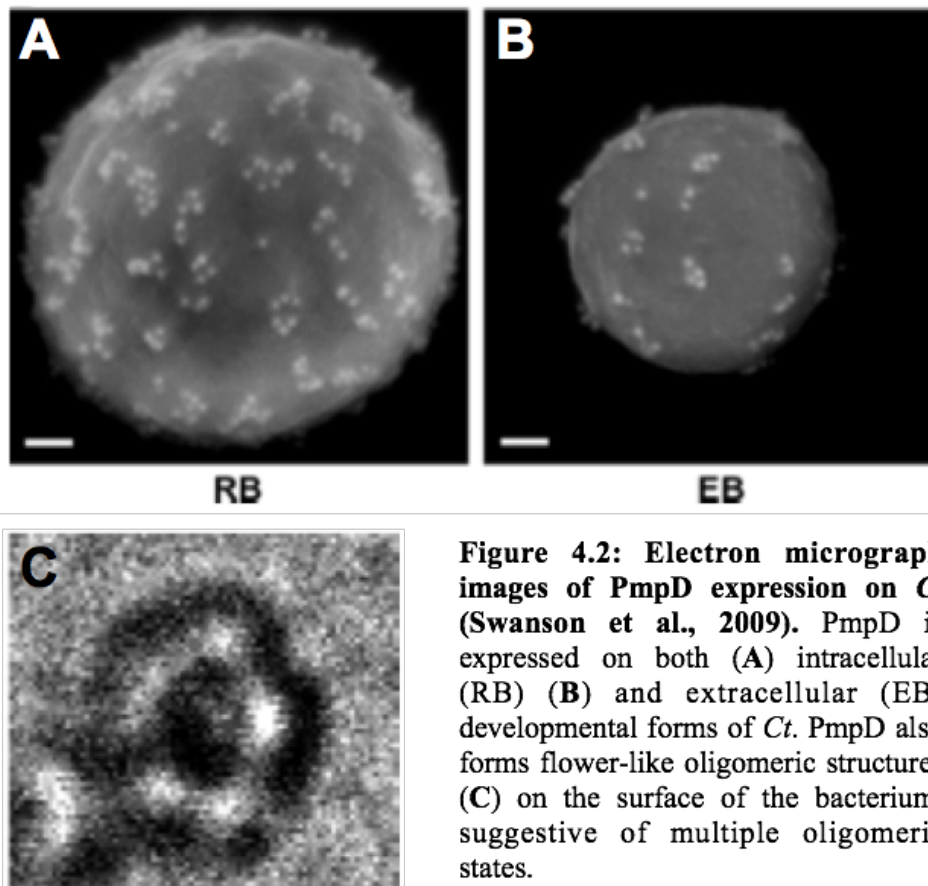 A
B
RB
EB
C
Figure 4.2: Electron micrograp
images of PmpD expression on C
(Swanson et al., 2009). PmpD i
expressed on both (A) intracellula
(RB) (B) and extracellular (EB
developmental forms of Ct. PmpD als
forms flower-like oligomeric structure
(C) on the surface of the bacterium
suggestive of multiple oligomeri
states.